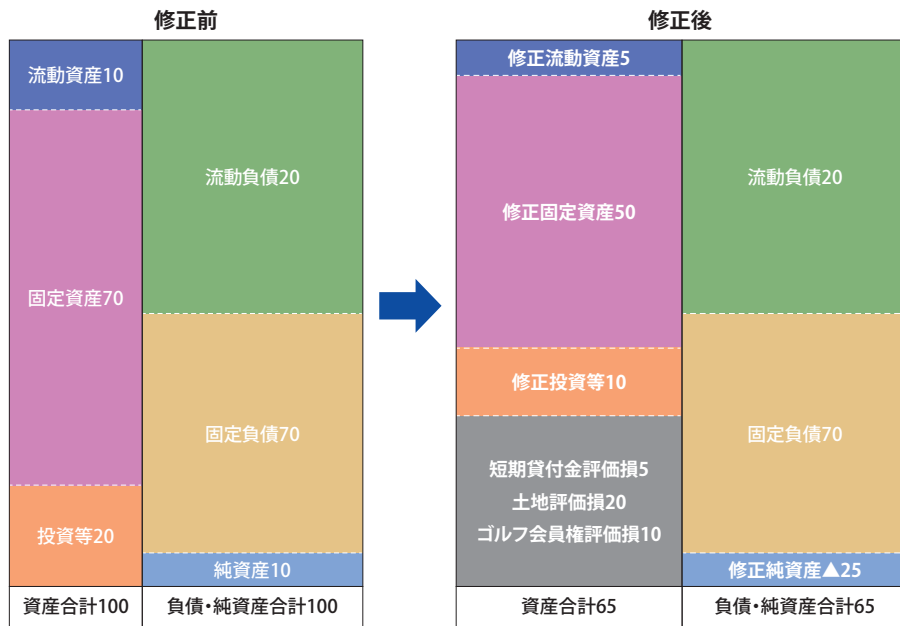 修正前
流動資産10
固定資産70
投資等20
資産合計100
流動負債20
固定負債70
純資産10
負債・純資産合計100
修正後
修正流動資産5
修正固定資産50
修正投資等10
短期貸付金評価損5
土地評価損20
ゴルフ会員権評価損10
資産合計65
流動負債20
固定負債70
修正純資産▲25
負債・純資産合計65